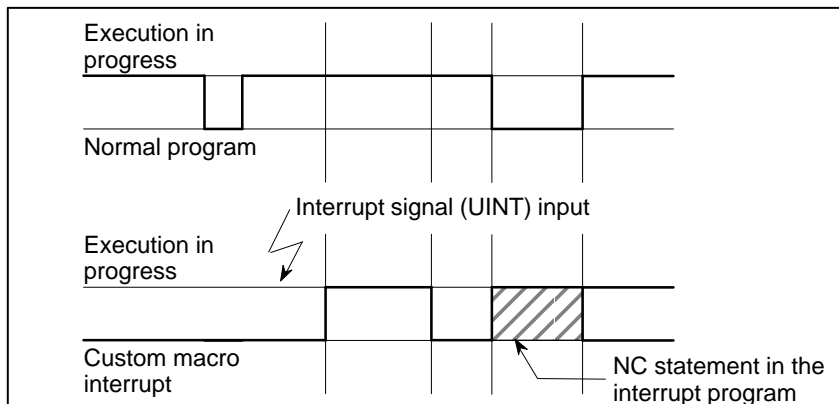 Execution in
progress
Normal program
Interrupt signal (UINT) input
Execution in
progress
Custom macro
interrupt
NC statement in the
interrupt program